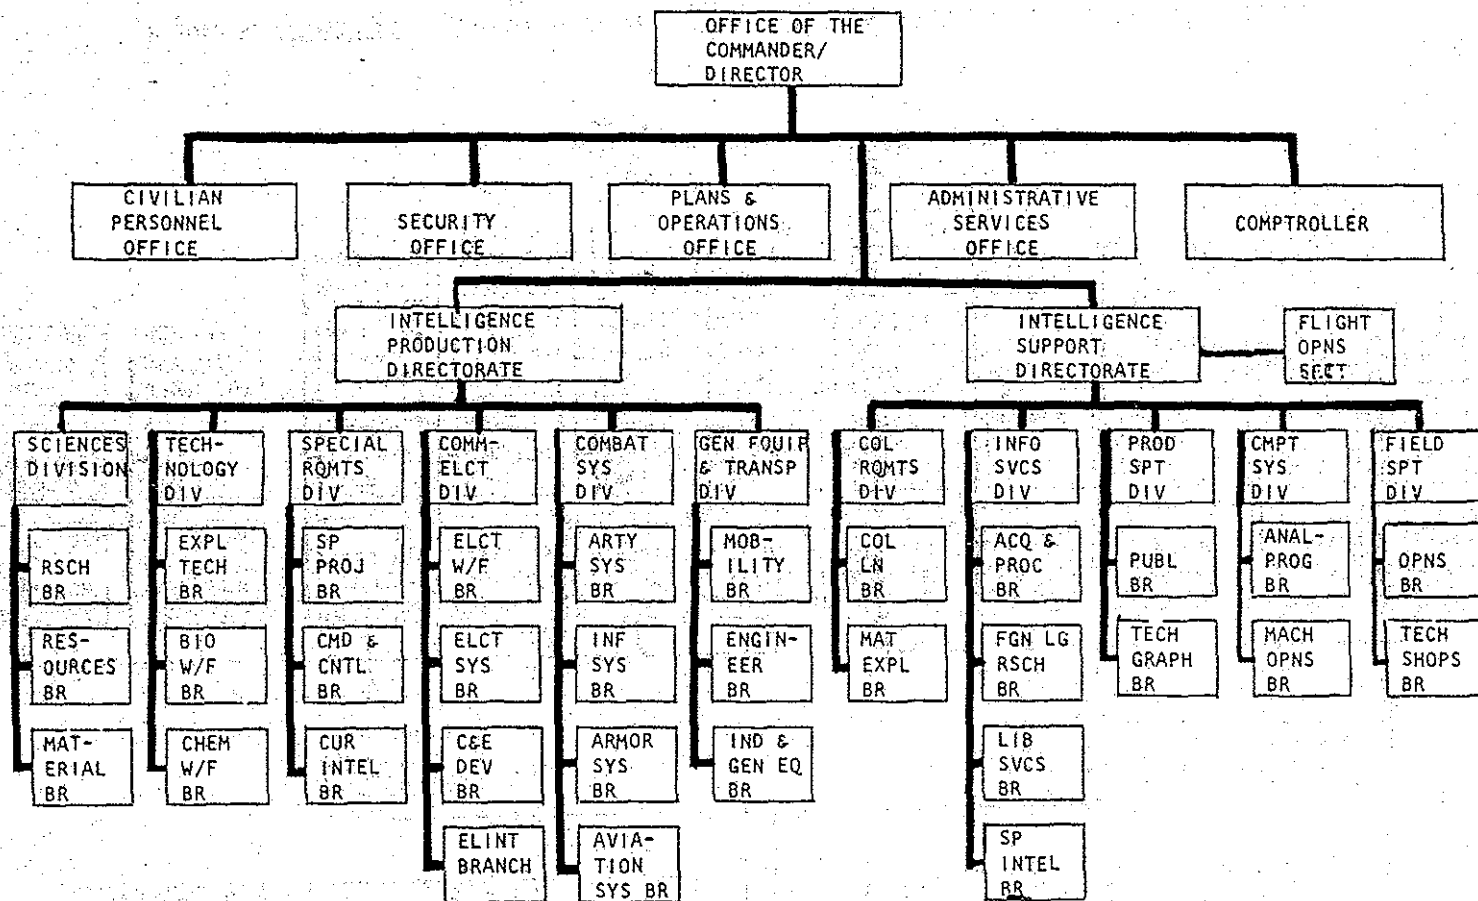 OFFICE OF THE
COMMANDER/
DIRECTOR
CIVILIAN
PERSONNEL
OFFICE
SECURITY
OFFICE
PLANS &
OPERATIONS
OFFICE
ADMINISTRATIVE
SERVICES
OFFICE
COMPTROLLER
INTELLIGENCE
PRODUCTION
DIRECTORATE
INTELLIGENCE
SUPPORT
DIRECTORATE
FLIGHT
OPNS
SECT
SCIENCES
DIVISION
TECH-
NOLOGY
DIV
SPECIAL
RQMTS
DIV
COMM-
ELCT
DIV
COMBAT
SYS
DIV
GEN EQUIP
& TRANSP
DIV
COL
RQMTS
DIV
INFO
SVCS
DIV
PROD
SPT
DIV
CMPT
SYS
DIV
FIELD
SPT
DIV
RSCH
BR
EXPL
TECH
BR
SP
PROJ
BR
ELCT
W/F
BR
ARTY
SYS
BR
MOB-
ILITY
BR
COL
LN
BR
ACQ &
PROC
BR
PUBL
BR
ANAL-
PROG
BR
OPNS
BR
RES-
OURCES
BR
BIO
W/F
BR
CMD &
CNTL
BR
ELCT
SYS
BR
INF
SYS
BR
ENGIN-
EER
BR
MAT
EXPL
BR
FGN LG
RSCH
BR
TECH
GRAPH
BR
MACH
OPNS
BR
TECH
SHOPS
BR
MAT-
ERIAL
BR
CHEM
W/F
BR
CUR
INTEL
BR
C&E
DEV
BR
ARMOR
SYS
BR
IND &
GEN EQ
BR
LIB
SVCS
BR
ELINT
BRANCH
AVIA-
TION
SYS BR
SP
INTEL
BR